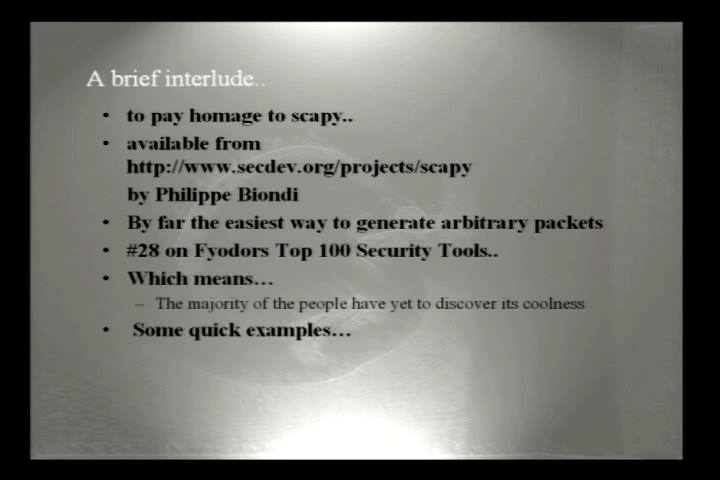 A brief interlude..
• to pay homage to scapy..
• available from
http://www.secdev.org/projects/scapy
by Philippe Biondi
• By far the easiest way to generate arbitrary packets
• #28 on Fyodors Top 100 Security Tools..
• Which means…
– The majority of the people have yet to discover its coolness
• Some quick examples…